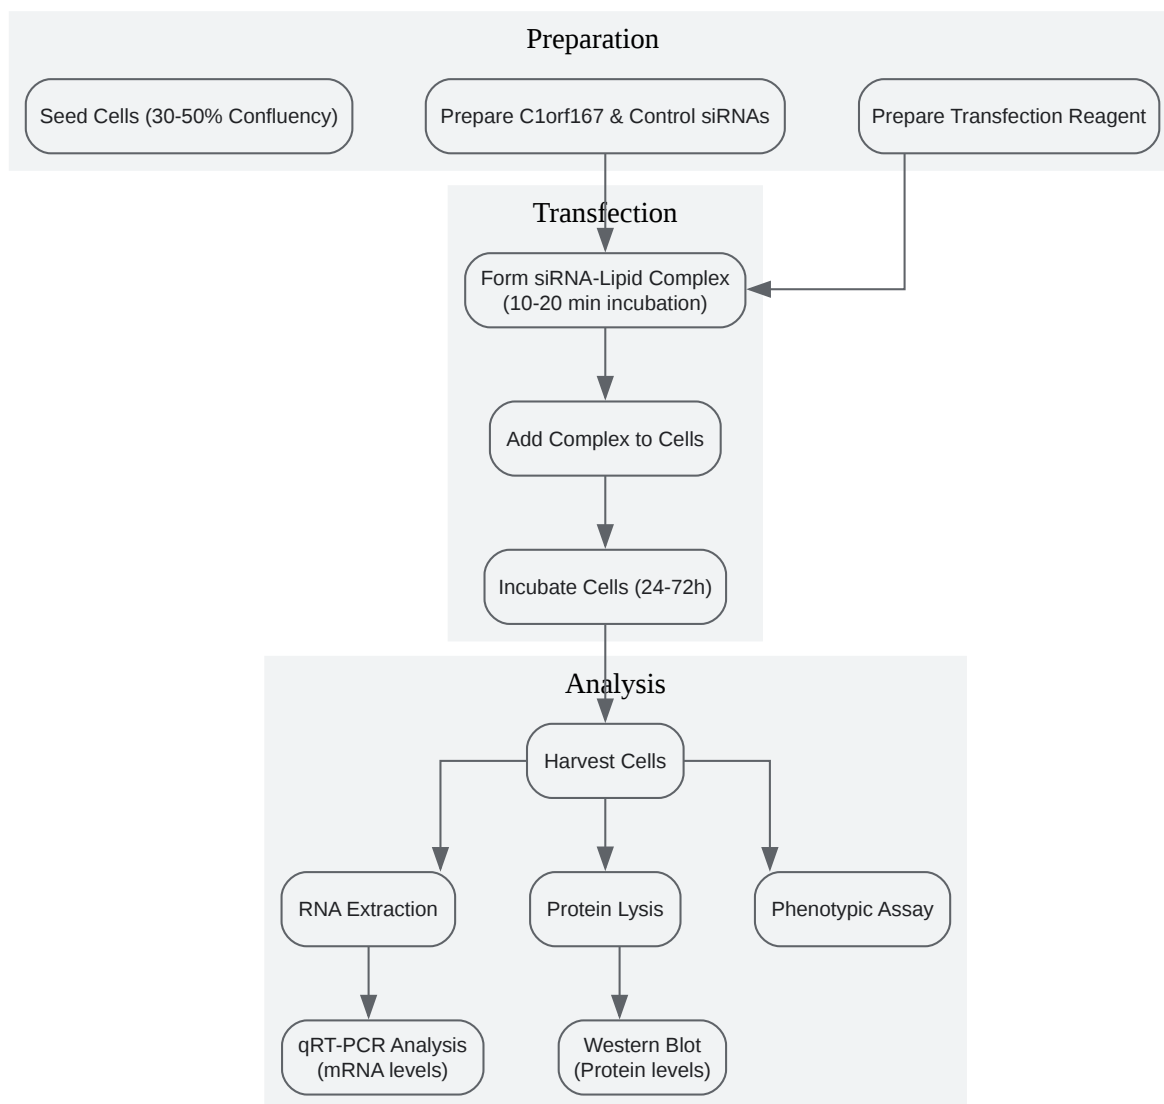 Preparation
Seed Cells (30-50% Confluency)
Prepare C1orf167 & Control siRNAs
Prepare Transfection Reagent
Transfection
Form siRNA-Lipid Complex
(10-20 min incubation)
Add Complex to Cells
Incubate Cells (24-72h)
Analysis
Harvest Cells
RNA Extraction
Protein Lysis
Phenotypic Assay
qRT-PCR Analysis
(mRNA levels)
Western Blot
(Protein levels)